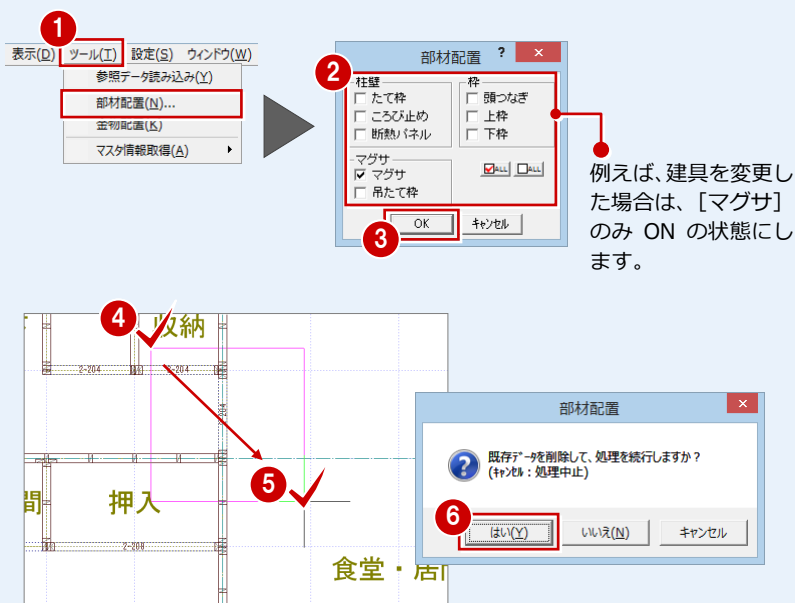 1
表示(D) ツール(T) 設定(S) ウィンドウ(W)
参照データ読み込み(Y)
部材配置(N)...
金物配置(K)
マスタ情報取得(A)
部材配置 ? ×
2
柱壁
たて枠
ころび止め
断熱パネル
枠
頭つなぎ
上枠
下枠
マグサ
マグサ
吊たて枠
ALL ALL
3
OK キャンセル
例えば、建具を変更し
た場合は、［マグサ］
のみ ON の状態にし
ます。
4
収納
2-204 2-204
204
5
押入
間
2-208
食堂・居
部材配置 ×
既存データを削除して、処理を続行しますか？
(キャンセル：処理中止)
6
はい(Y) いいえ(N) キャンセル